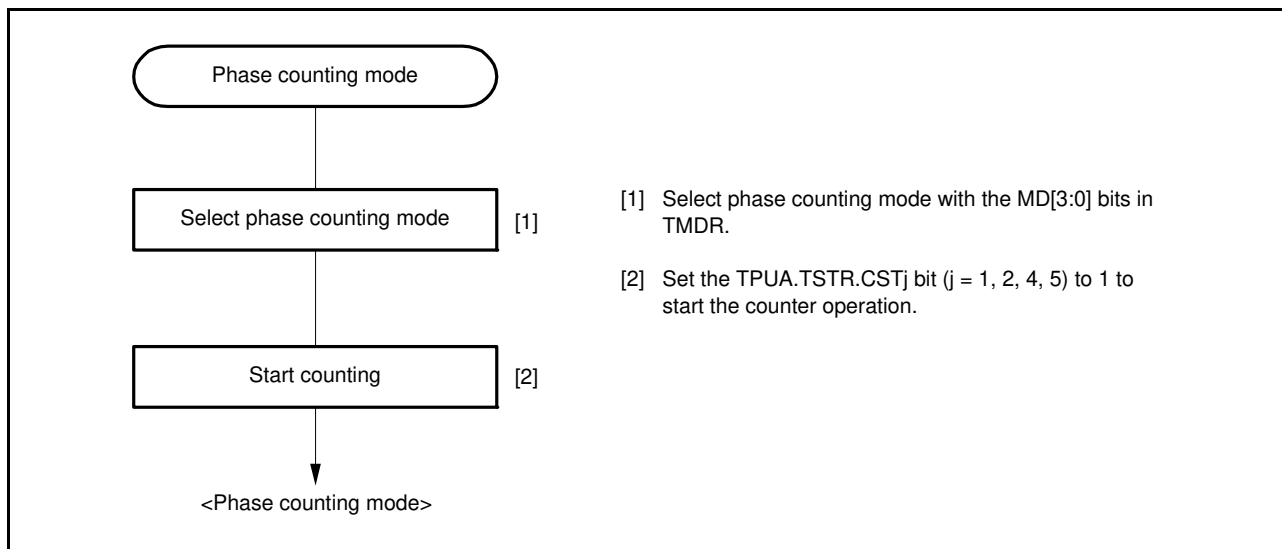 Phase counting mode
Select phase counting mode [1]
Start counting [2]
<Phase counting mode>
[1] Select phase counting mode with the MD[3:0] bits in
TMDR.
[2] Set the TPUA.TSTR.CSTj bit (j = 1, 2, 4, 5) to 1 to
start the counter operation.